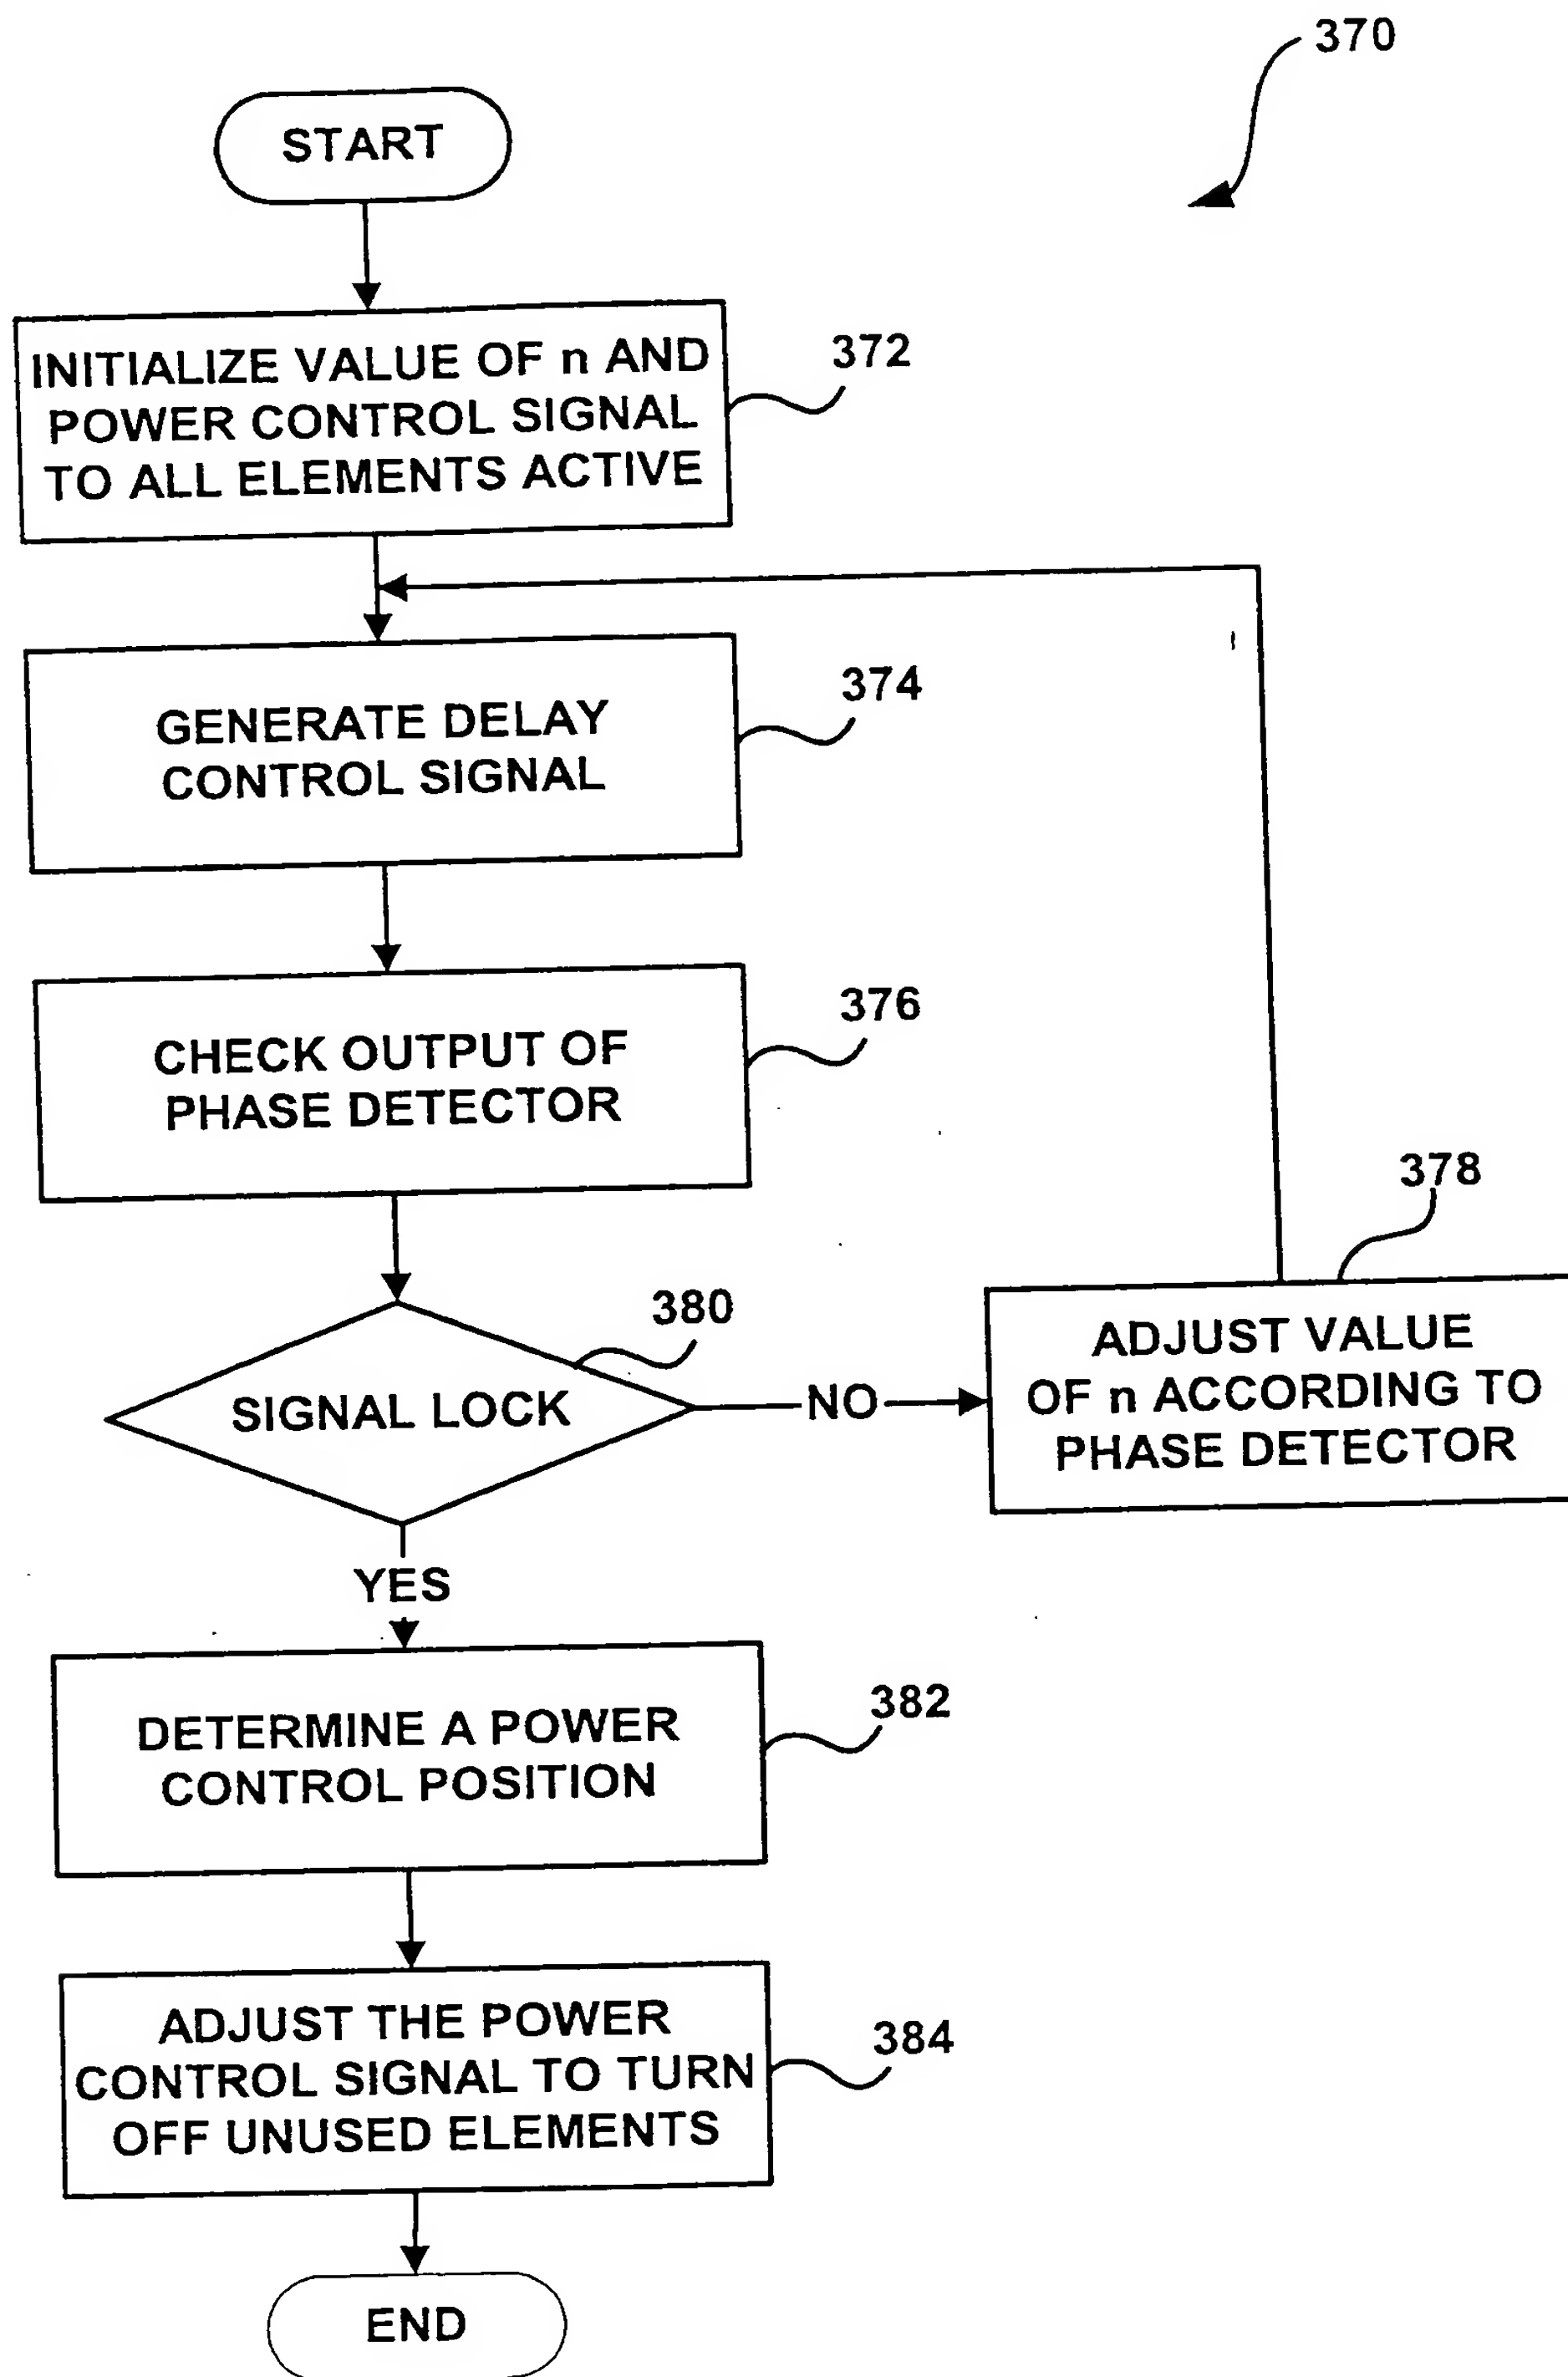 370
START
INITIALIZE VALUE OF n AND
POWER CONTROL SIGNAL
TO ALL ELEMENTS ACTIVE
372
GENERATE DELAY
CONTROL SIGNAL
374
CHECK OUTPUT OF
PHASE DETECTOR
376
SIGNAL LOCK
380
NO
ADJUST VALUE
OF n ACCORDING TO
PHASE DETECTOR
378
YES
DETERMINE A POWER
CONTROL POSITION
382
ADJUST THE POWER
CONTROL SIGNAL TO TURN
OFF UNUSED ELEMENTS
384
END